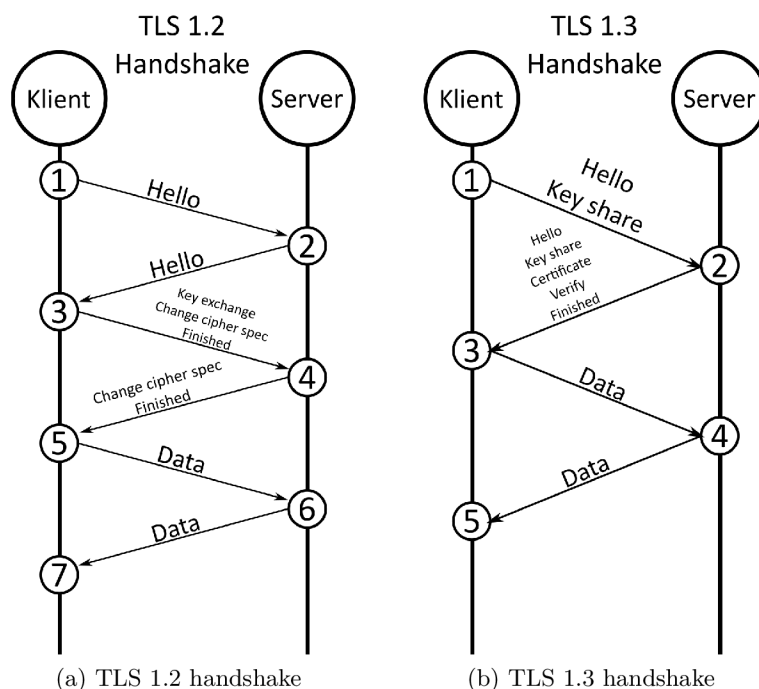 TLS 1.2
Handshake
Klient
Server
1
Hello
2
Hello
3
Key exchange
Change cipher spec
Finished
4
Change cipher spec
Finished
5
Data
6
Data
7
(a) TLS 1.2 handshake
TLS 1.3
Handshake
Klient
Server
1
Hello
Key share
2
Hello
Key share
Certificate
Verify
Finished
3
Data
4
Data
5
(b) TLS 1.3 handshake